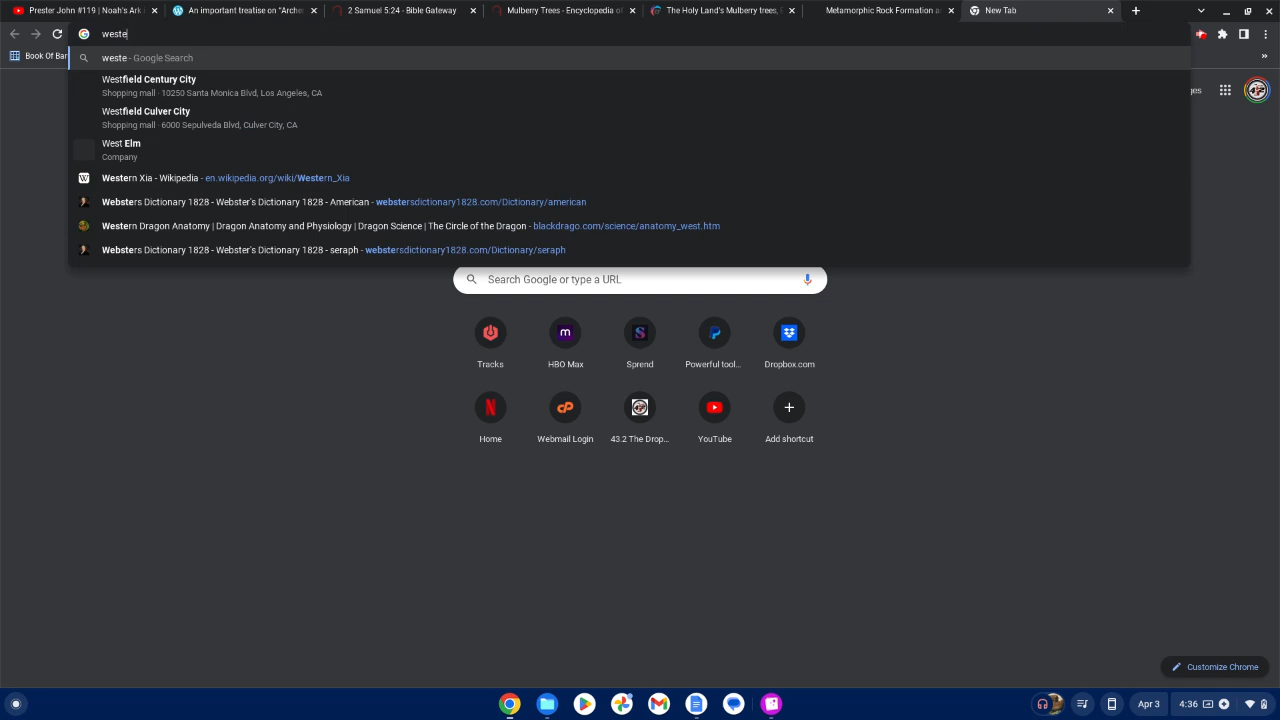 Prester John #119 | Noah's Ark
An important treatise on "Archer
2 Samuel 5:24 - Bible Gateway
Mulberry Trees - Encyclopedia of
The Holy Land's Mulberry trees,
Metamorphic Rock Formation a
New Tab
weste
Book Of Bar
»
weste - Google Search
Westfield Century City
Shopping mall · 10250 Santa Monica Blvd, Los Angeles, CA
Westfield Culver City
Shopping mall · 6000 Sepulveda Blvd, Culver City, CA
West Elm
Company
Western Xia - Wikipedia - en.wikipedia.org/wiki/Western_Xia
Websters Dictionary 1828 - Webster's Dictionary 1828 - American - webstersdictionary1828.com/Dictionary/american
Western Dragon Anatomy | Dragon Anatomy and Physiology | Dragon Science | The Circle of the Dragon - blackdrago.com/science/anatomy_west.htm
Websters Dictionary 1828 - Webster's Dictionary 1828 - seraph - webstersdictionary1828.com/Dictionary/seraph
ges
Search Google or type a URL
Tracks
HBO Max
Sprend
Powerful tool...
Dropbox.com
Home
Webmail Login
43.2 The Drop...
YouTube
Add shortcut
Customize Chrome
Apr 3
4:36